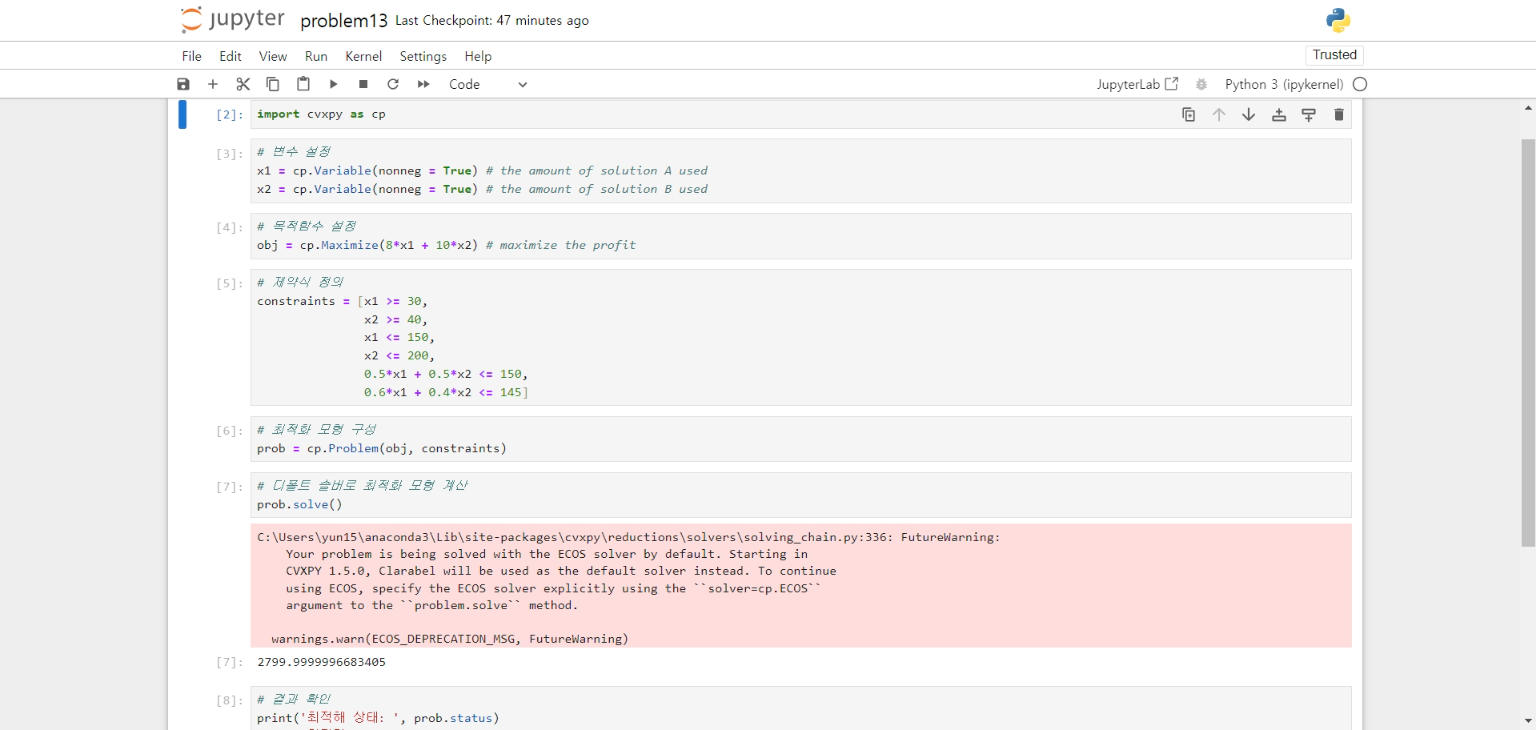 jupyter problem13 Last Checkpoint: 47 minutes ago
File Edit View Run Kernel Settings Help
Trusted
Code
JupyterLab
Python 3 (ipykernel)
[2]: import cvxpy as cp
[3]: # 변수 설정
x1 = cp.Variable(nonneg = True) # the amount of solution A used
x2 = cp.Variable(nonneg = True) # the amount of solution B used
[4]: # 목적함수 설정
obj = cp.Maximize(8*x1 + 10*x2) # maximize the profit
[5]: # 제약식 정의
constraints = [x1 >= 30,
x2 >= 40,
x1 <= 150,
x2 <= 200,
0.5*x1 + 0.5*x2 <= 150,
0.6*x1 + 0.4*x2 <= 145]
[6]: # 최적화 모형 구성
prob = cp.Problem(obj, constraints)
[7]: # 디폴트 솔버로 최적화 모형 계산
prob.solve()
C:\Users\yun15\anaconda3\Lib\site-packages\cvxpy\reductions\solvers\solving_chain.py:336: FutureWarning:
Your problem is being solved with the ECOS solver by default. Starting in
CVXPY 1.5.0, Clarabel will be used as the default solver instead. To continue
using ECOS, specify the ECOS solver explicitly using the ``solver=cp.ECOS``
argument to the ``problem.solve`` method.
warnings.warn(ECOS_DEPRECATION_MSG, FutureWarning)
[7]: 2799.9999996683405
[8]: # 결과 확인
print('최적해 상태: ', prob.status)